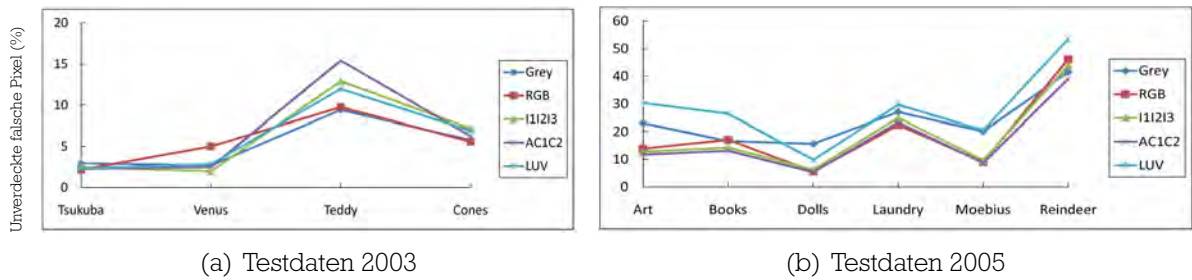 Unverdeckte falsche Pixel (%)
20
15
10
5
0
Tsukuba Venus Teddy Cones
Grey
RGB
I1I2I3
AC1C2
LUV
(a) Testdaten 2003
60
50
40
30
20
10
0
Art Books Dolls Laundry Moebius Reindeer
Grey
RGB
I1I2I3
AC1C2
LUV
(b) Testdaten 2005